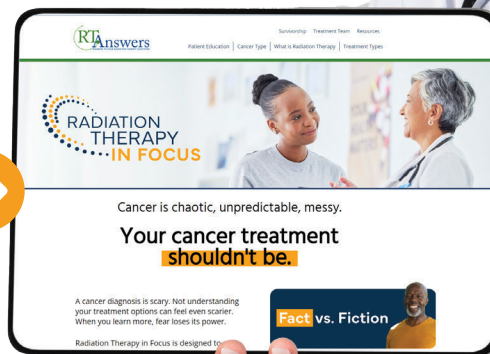 RTAnswers
Survivorship Treatment Team Resources
Patient Education | Cancer Type | What is Radiation Therapy | Treatment Types
RADIATION
THERAPY
IN FOCUS
Cancer is chaotic, unpredictable, messy.
Your cancer treatment
shouldn't be.
A cancer diagnosis is scary. Not understanding
your treatment options can feel even scarier.
When you learn more, fear loses its power.
Radiation Therapy in Focus is designed to
Fact vs. Fiction